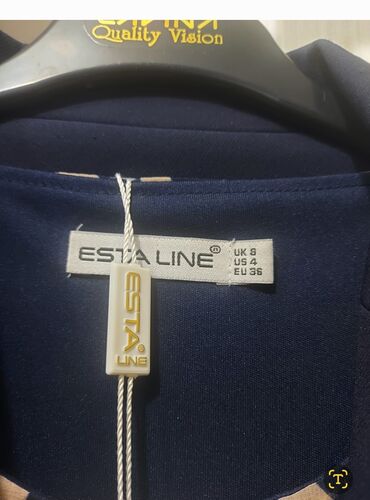 Quality Vision
ESTA LINE ®
UK 8
US 4
EU 36
ESTA®
LINE
T